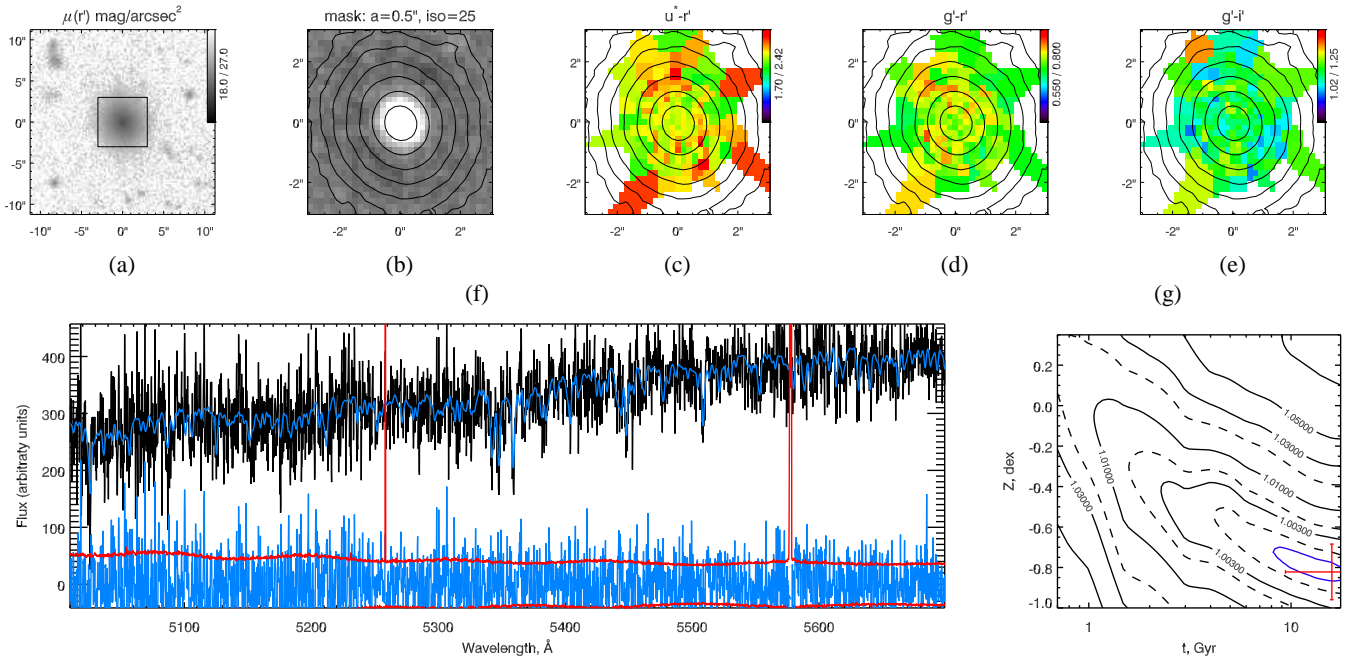 μ(r') mag/arcsec²
mask: a=0.5", iso=25
u*-r'
g'-r'
g'-i'
18.0 / 27.0
1.70 / 2.42
0.550 / 0.800
1.02 / 1.25
10"
5"
0"
-5"
-10"
-10" -5" 0" 5" 10"
2"
0"
-2"
-2" 0" 2"
2"
0"
-2"
-2" 0" 2"
2"
0"
-2"
-2" 0" 2"
2"
0"
-2"
-2" 0" 2"
(a)
(b)
(c)
(d)
(e)
(f)
(g)
Flux (arbitraty units)
400
300
200
100
0
5100 5200 5300 5400 5500 5600
Wavelength, Å
Z, dex
0.2
0.0
-0.2
-0.4
-0.6
-0.8
-1.0
1.05000
1.03000
1.01000
1.00300
1.03000
1.01000
1.00300
1 10
t, Gyr